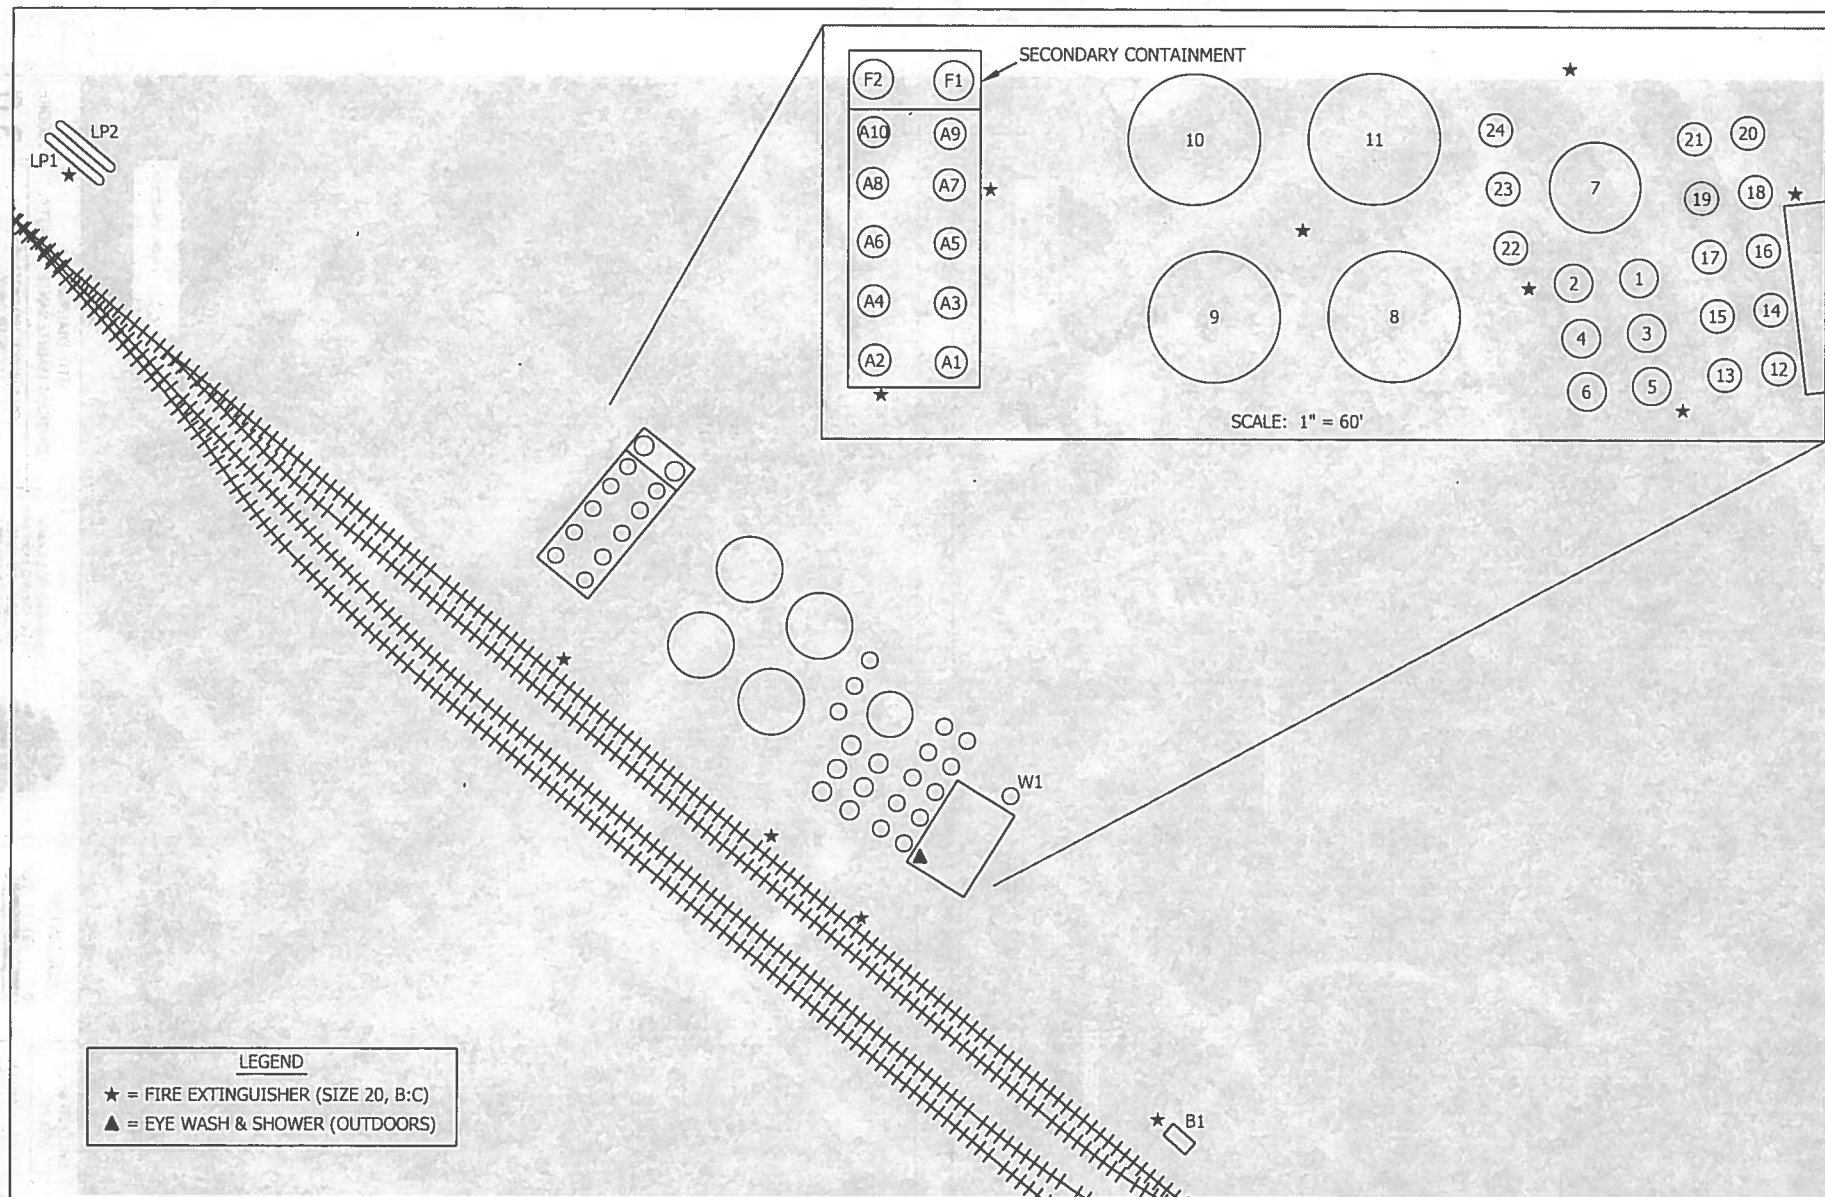 SECONDARY CONTAINMENT
F2 F1
A10 A9
A8 A7
A6 A5
A4 A3
A2 A1
10 11
9 8
24
23
22
7
21 20
19 18
17 16
15 14
13 12
2 1
4 3
6 5
SCALE: 1" = 60'
LP2
LP1
W1
B1
LEGEND
★ = FIRE EXTINGUISHER (SIZE 20, B:C)
▲ = EYE WASH & SHOWER (OUTDOORS)